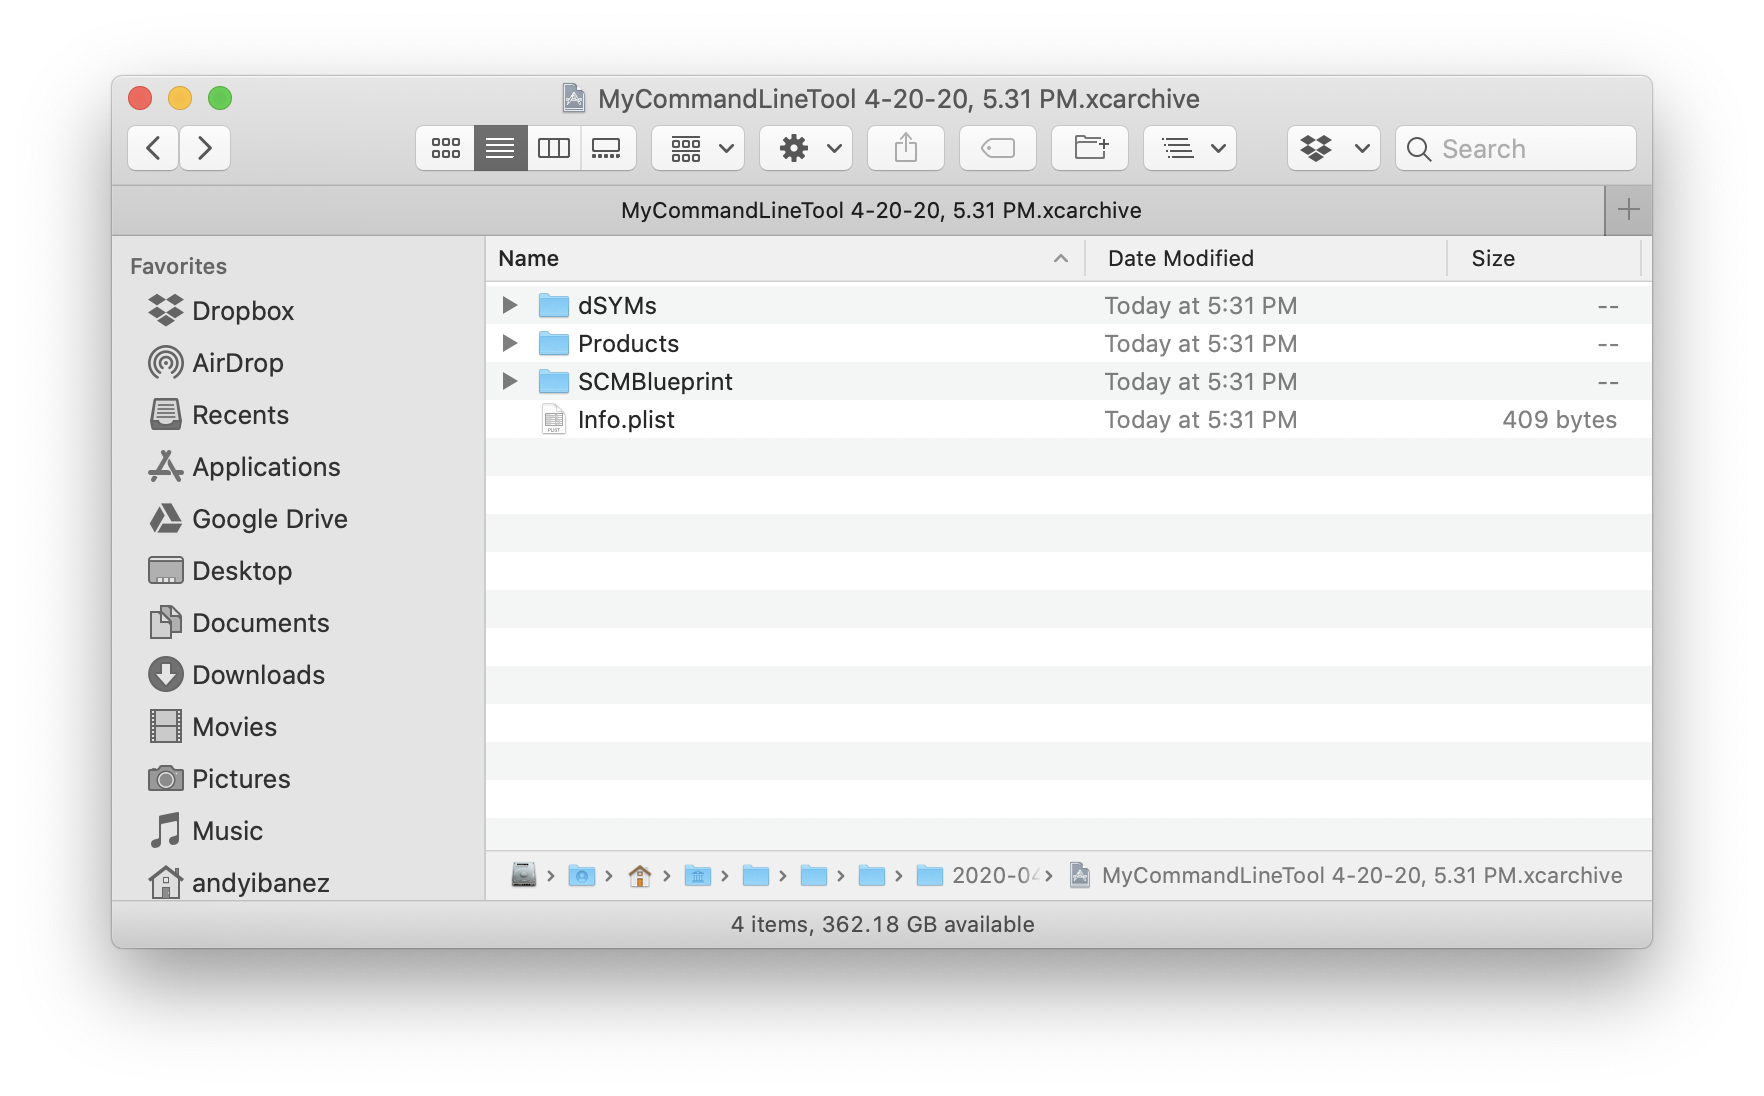 MyCommandLineTool 4-20-20, 5.31 PM.xcarchive
Search
MyCommandLineTool 4-20-20, 5.31 PM.xcarchive
Favorites
Dropbox
AirDrop
Recents
Applications
Google Drive
Desktop
Documents
Downloads
Movies
Pictures
Music
andyibanez
Name Date Modified Size
dSYMs Today at 5:31 PM --
Products Today at 5:31 PM --
SCMBlueprint Today at 5:31 PM --
Info.plist Today at 5:31 PM 409 bytes
2020-04 MyCommandLineTool 4-20-20, 5.31 PM.xcarchive
4 items, 362.18 GB available